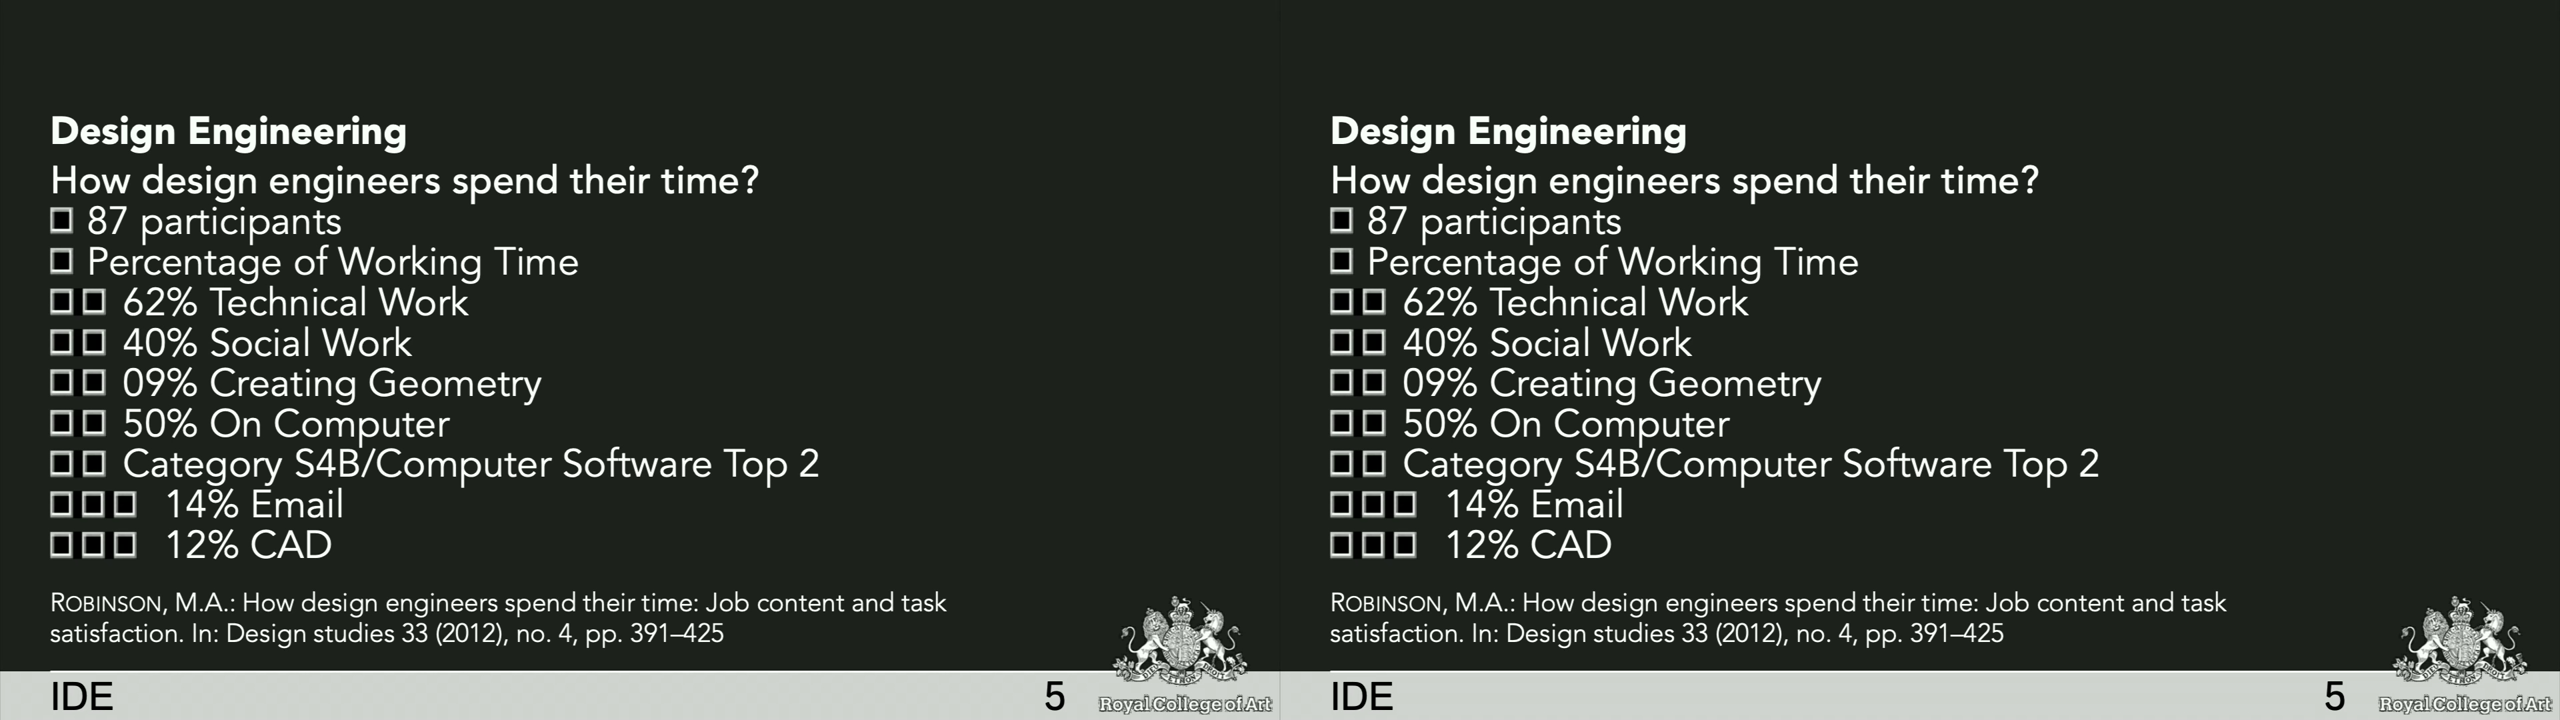 Design Engineering
How design engineers spend their time?
87 participants
Percentage of Working Time
62% Technical Work
40% Social Work
09% Creating Geometry
50% On Computer
Category S4B/Computer Software Top 2
14% Email
12% CAD
ROBINSON, M.A.: How design engineers spend their time: Job content and task
satisfaction. In: Design studies 33 (2012), no. 4, pp. 391–425
IDE
5
Royal College of Art
Design Engineering
How design engineers spend their time?
87 participants
Percentage of Working Time
62% Technical Work
40% Social Work
09% Creating Geometry
50% On Computer
Category S4B/Computer Software Top 2
14% Email
12% CAD
ROBINSON, M.A.: How design engineers spend their time: Job content and task
satisfaction. In: Design studies 33 (2012), no. 4, pp. 391–425
IDE
5
Royal College of Art